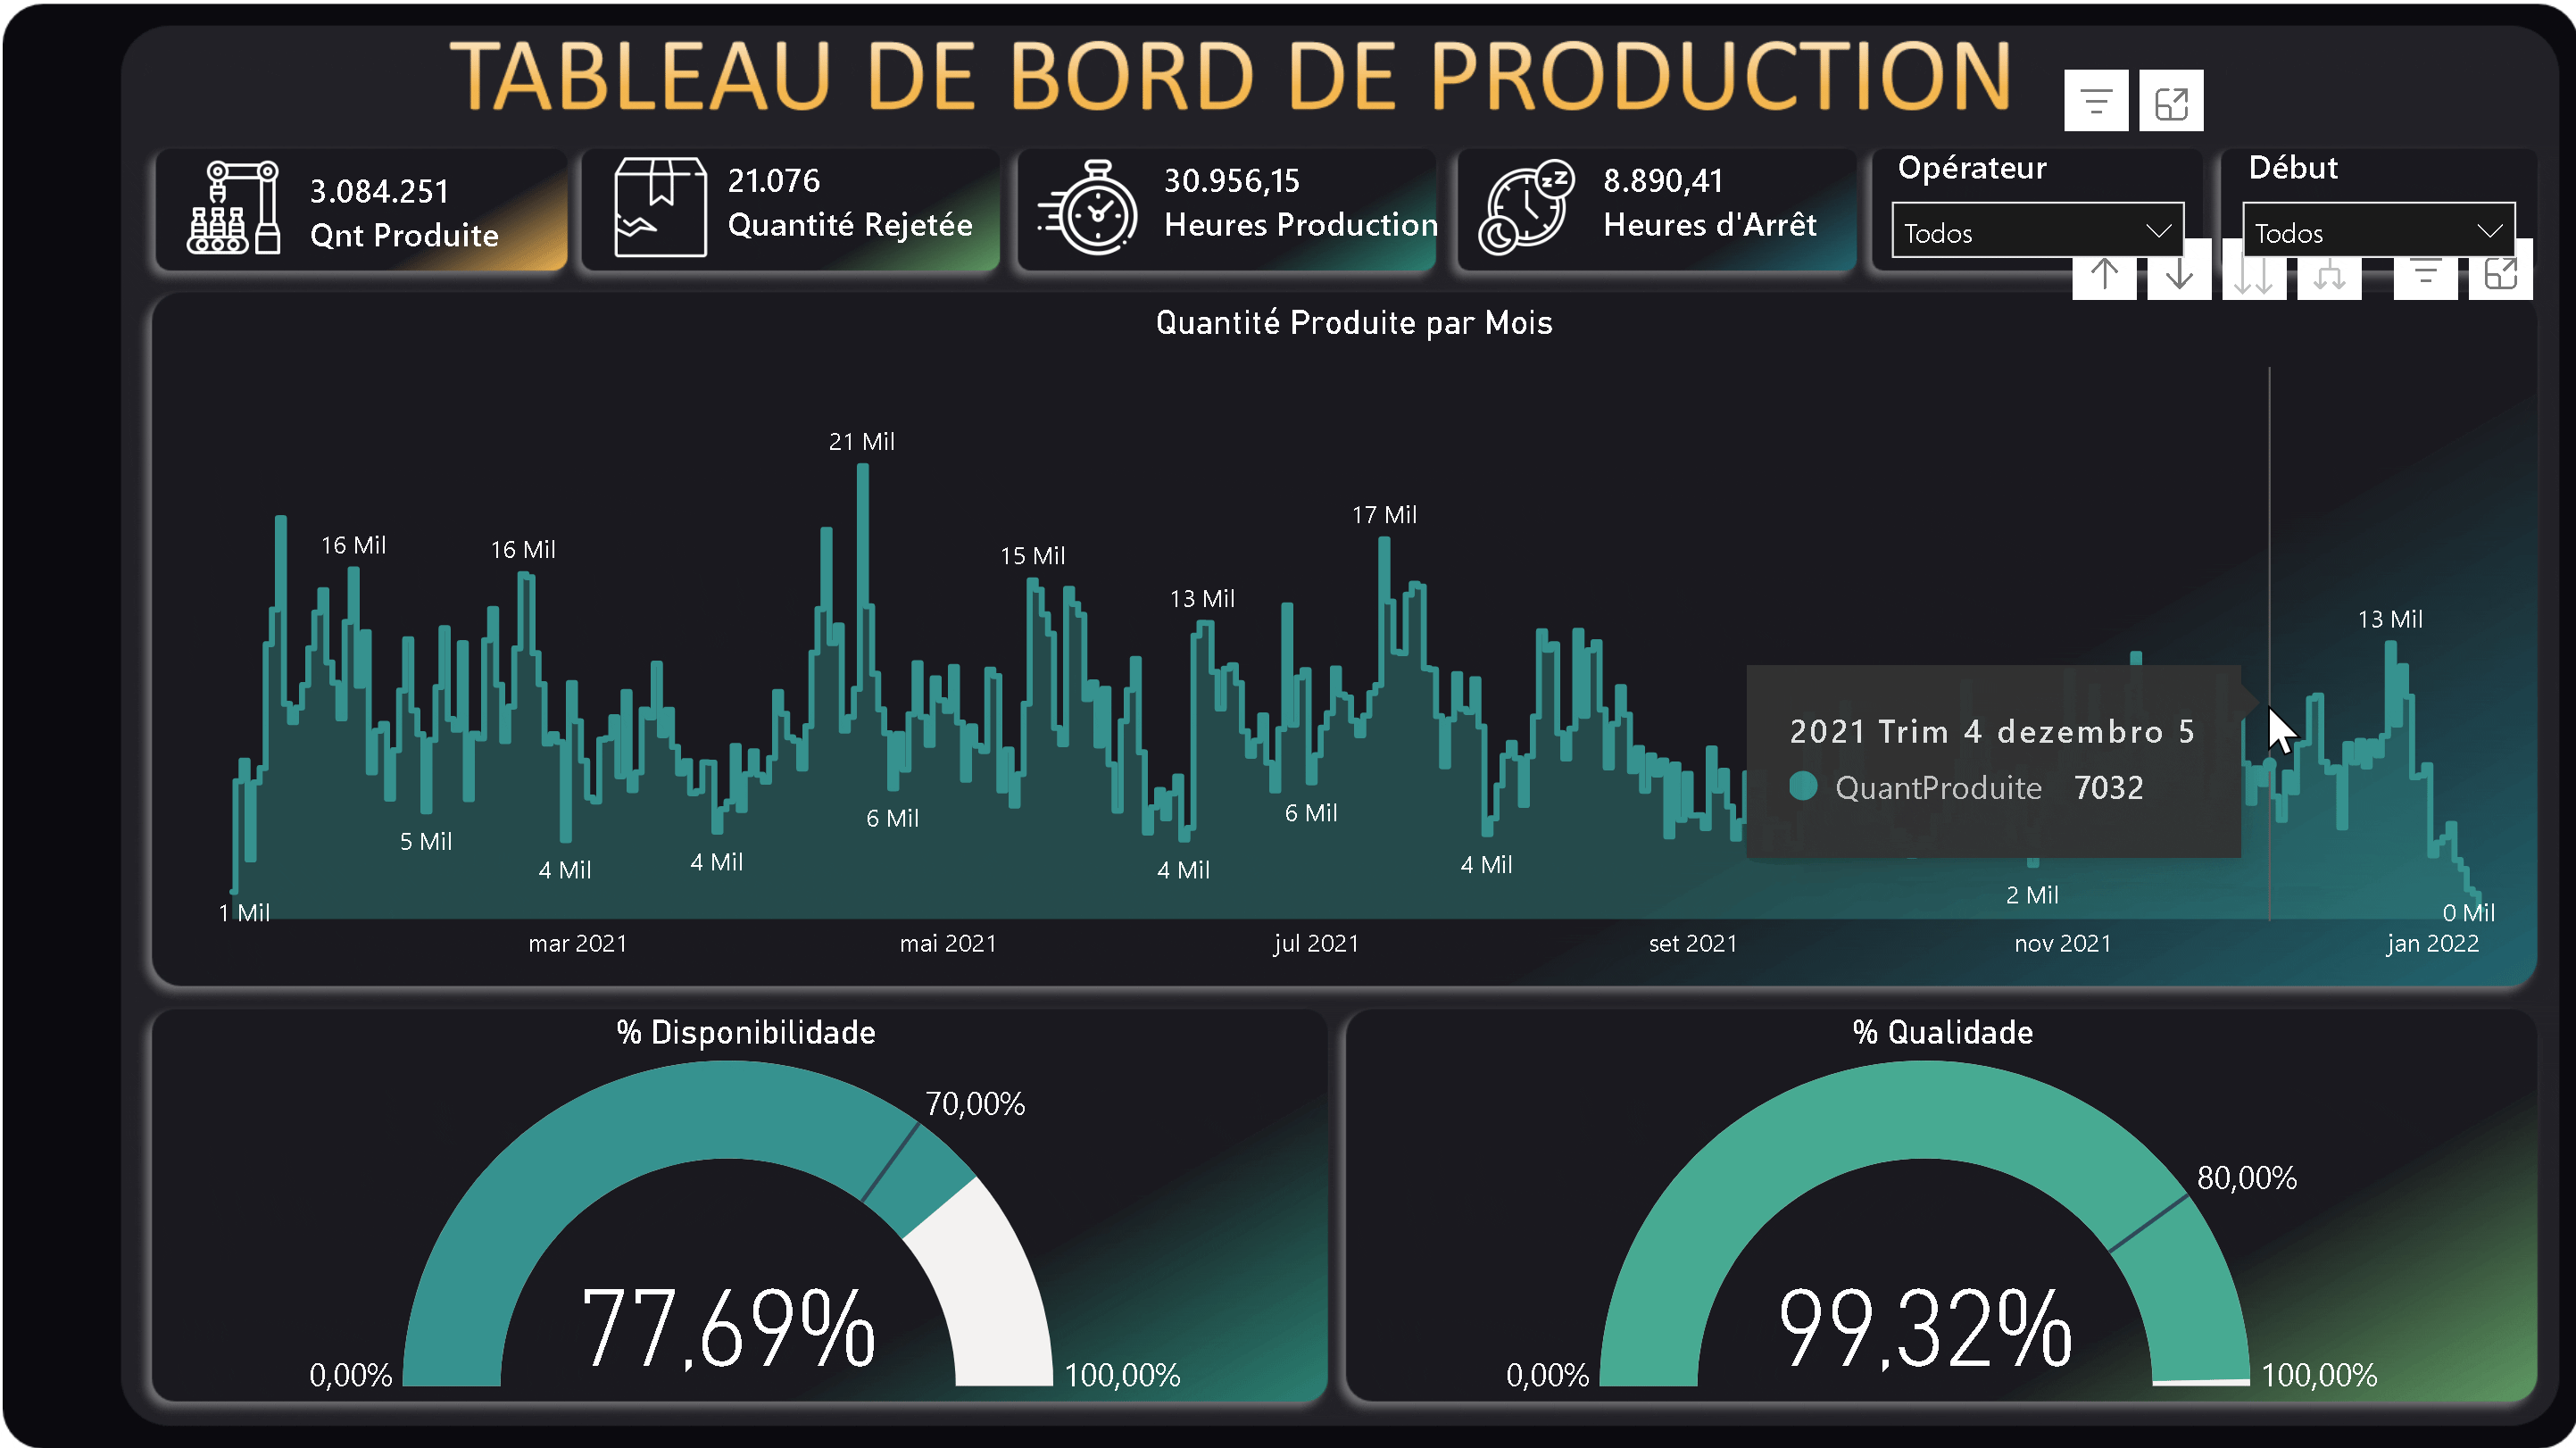 TABLEAU DE BORD DE PRODUCTION
3.084.251
Qnt Produite
21.076
Quantité Rejetée
30.956,15
Heures Production
zz
8.890,41
Heures d'Arrêt
Opérateur
Todos
Début
Todos
Quantité Produite par Mois
21 Mil
17 Mil
16 Mil
16 Mil
15 Mil
13 Mil
13 Mil
2021 Trim 4 dezembro 5
QuantProduite 7032
6 Mil
6 Mil
5 Mil
4 Mil
4 Mil
4 Mil
4 Mil
2 Mil
1 Mil
0 Mil
mar 2021
mai 2021
jul 2021
set 2021
nov 2021
jan 2022
% Disponibilidade
70,00%
77,69%
0,00%
100,00%
% Qualidade
80,00%
99,32%
0,00%
100,00%